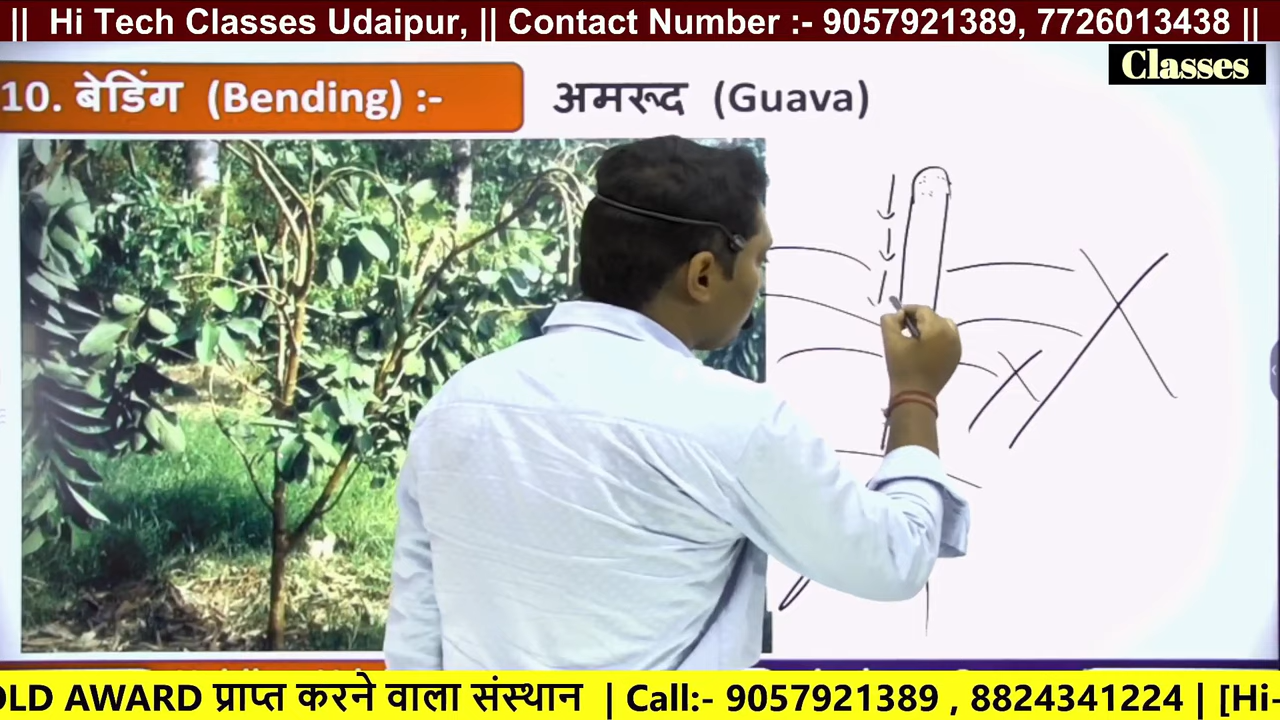 || Hi Tech Classes Udaipur, || Contact Number :- 9057921389, 7726013438 ||
Classes
10. बेडिंग (Bending) :- अमरूद (Guava)
OLD AWARD प्राप्त करने वाला संस्थान | Call:- 9057921389 , 8824341224 | [Hi-